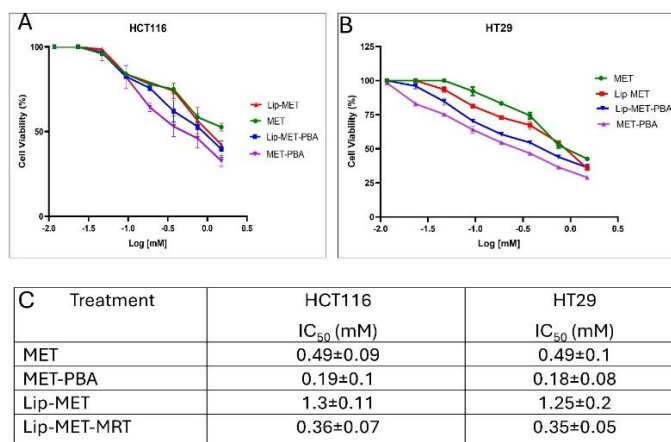 A
HCT116
100
50
0
Cell Viability (%)
-2.0 -1.5 -1.0 -0.5 0.0 0.5
Log [mM]
Lip-MET
MET
Lip-MET-PBA
MET-PBA
B
HT29
125
100
75
50
25
0
Cell Viability (%)
-2.0 -1.5 -1.0 -0.5 0.0 0.5
Log [mM]
MET
Lip-MET
Lip-MET-PBA
MET-PBA
C Treatment HCT116 HT29
IC50 (mM) IC50 (mM)
MET 0.49±0.09 0.49±0.1
MET-PBA 0.19±0.1 0.18±0.08
Lip-MET 1.3±0.11 1.25±0.2
Lip-MET-MRT 0.36±0.07 0.35±0.05